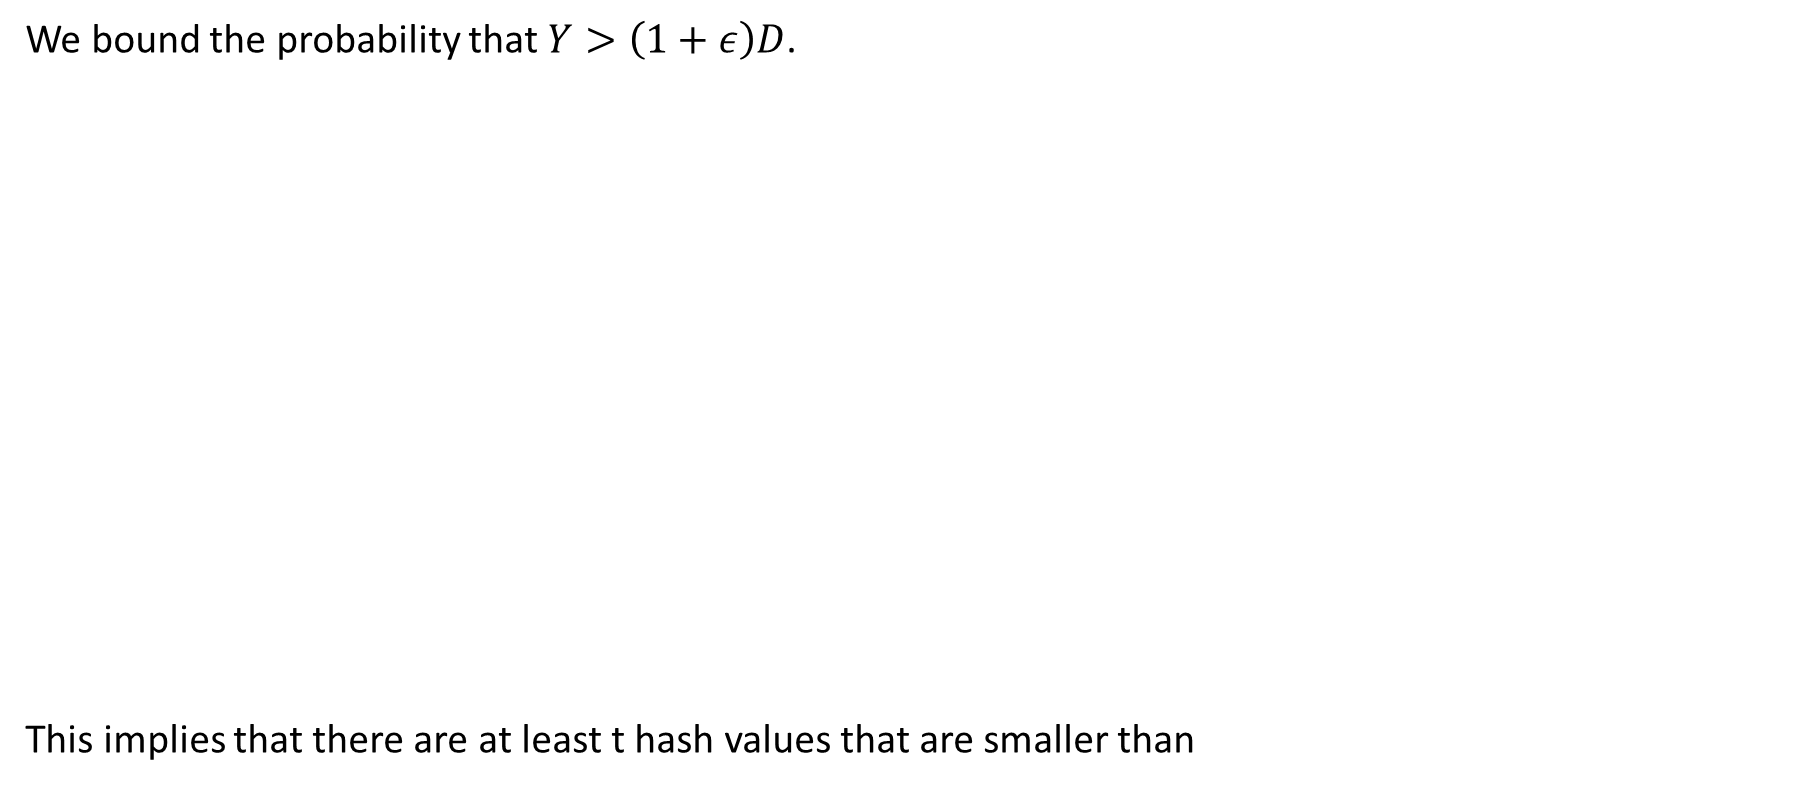 We bound the probability that 𝑌 > (1 + 𝜖)𝐷.
This implies that there are at least t hash values that are smaller than